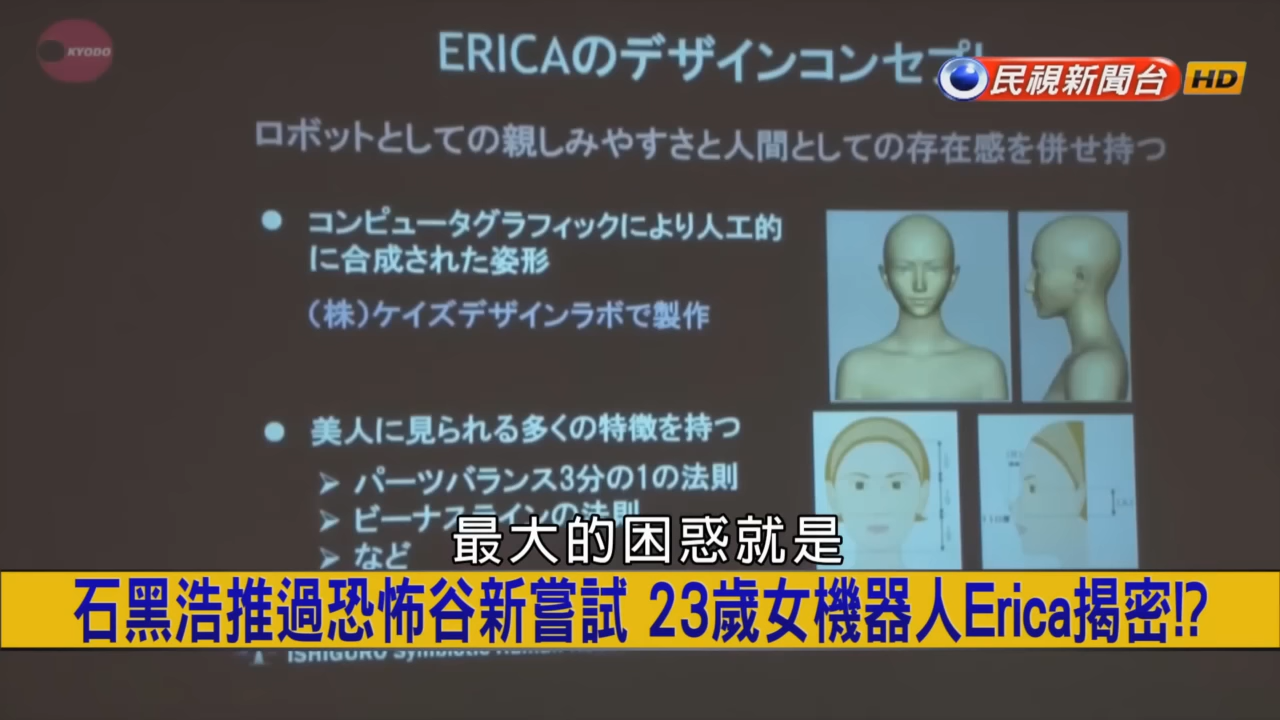 KYODO
ERICAのデザインコンセプ
民視新聞台 HD
ロボットとしての親しみやすさと人間としての存在感を併せ持つ
● コンピュータグラフィックにより人工的
に合成された姿形
（株）ケイズデザインラボで製作
● 美人に見られる多くの特徴を持つ
➢ パーツバランス3分の1の法則
➢ ビーナスラインの法則
➢ など
最大的困惑就是
石黑浩推過恐怖谷新嘗試 23歲女機器人Erica揭密!?
ISHIGURO Symbiotic Human